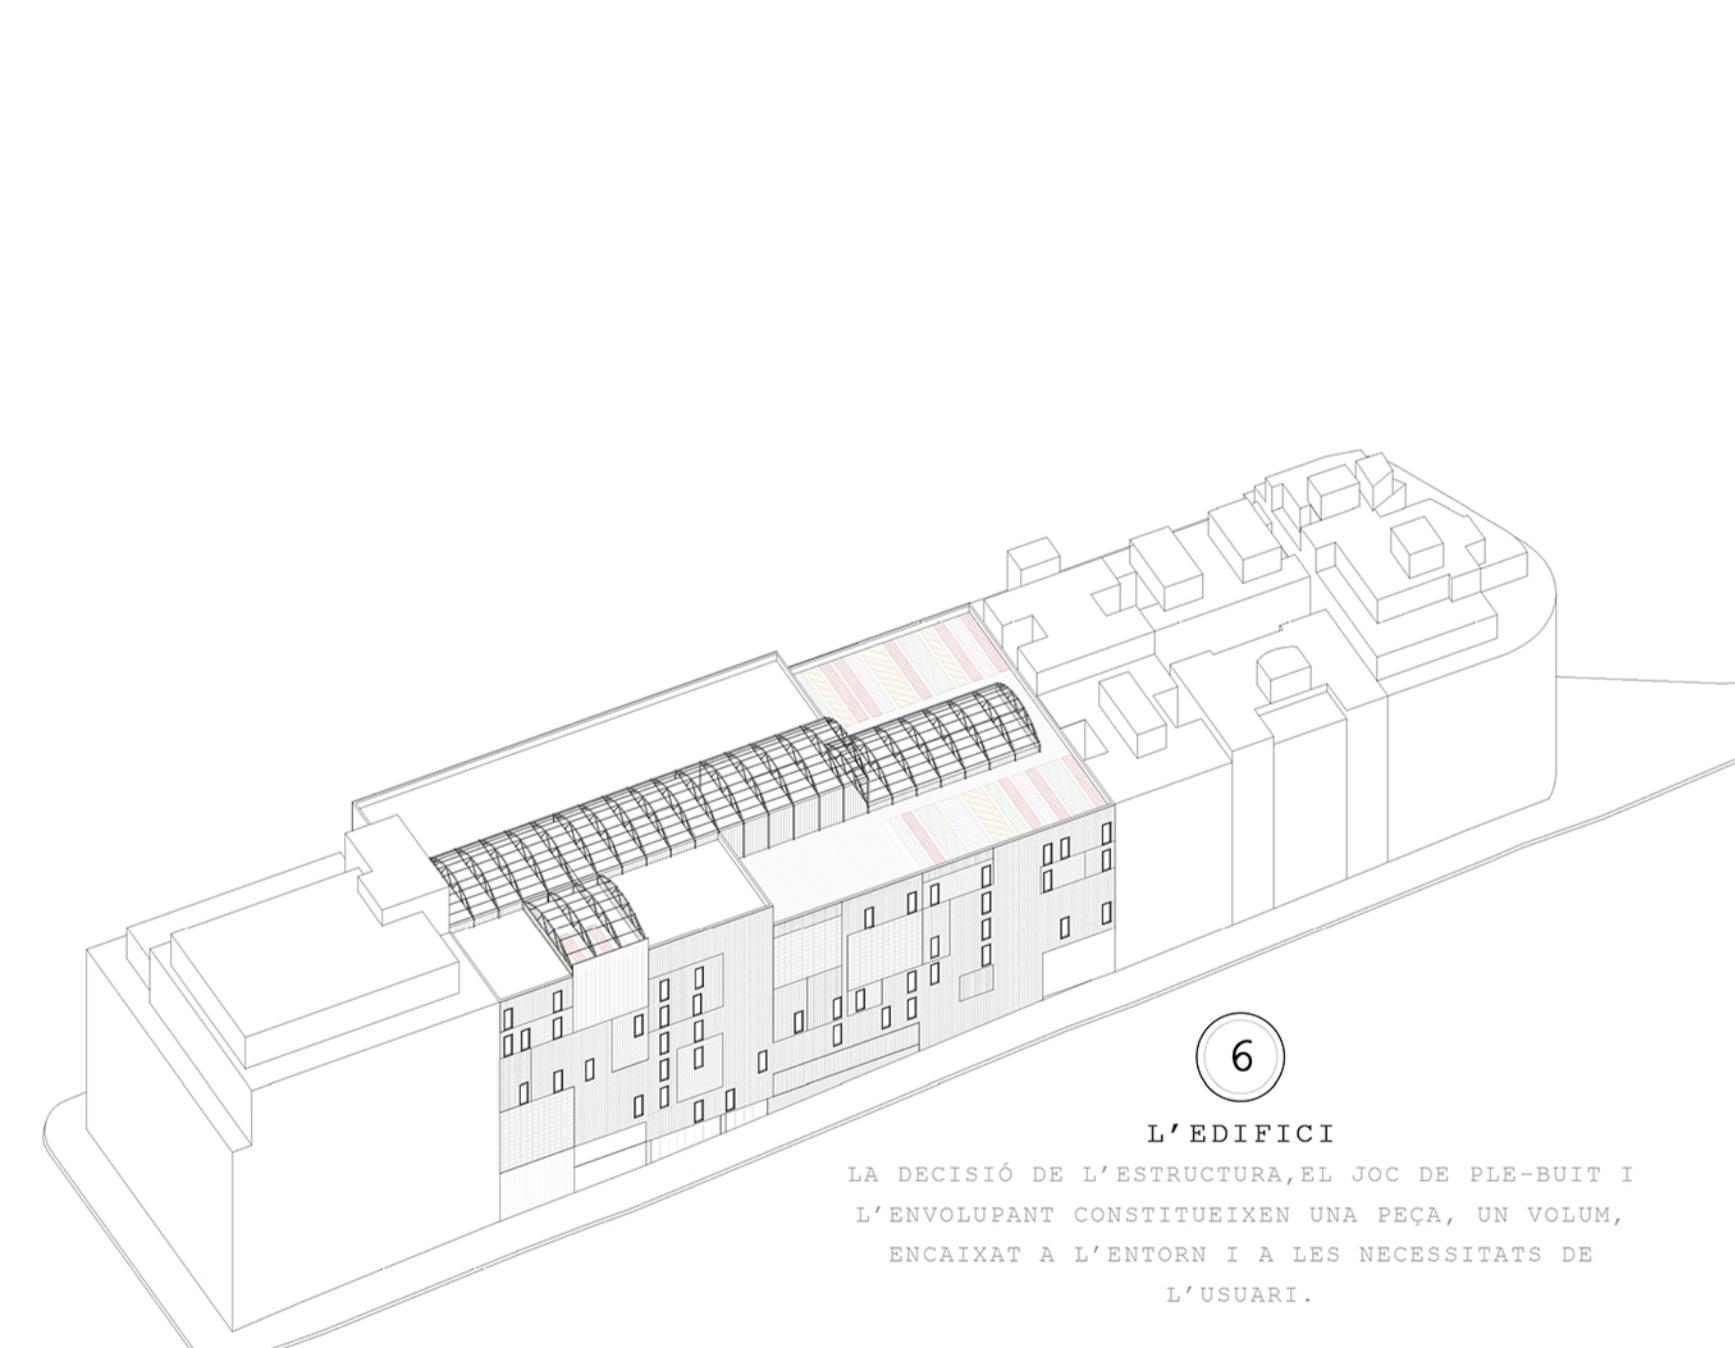 6
L'EDIFICI
LA DECISIÓ DE L'ESTRUCTURA,EL JOC DE PLE-BUIT I
L'ENVOLUPANT CONSTITUEIXEN UNA PEÇA, UN VOLUM,
ENCAIXAT A L'ENTORN I A LES NECESSITATS DE
L'USUARI.